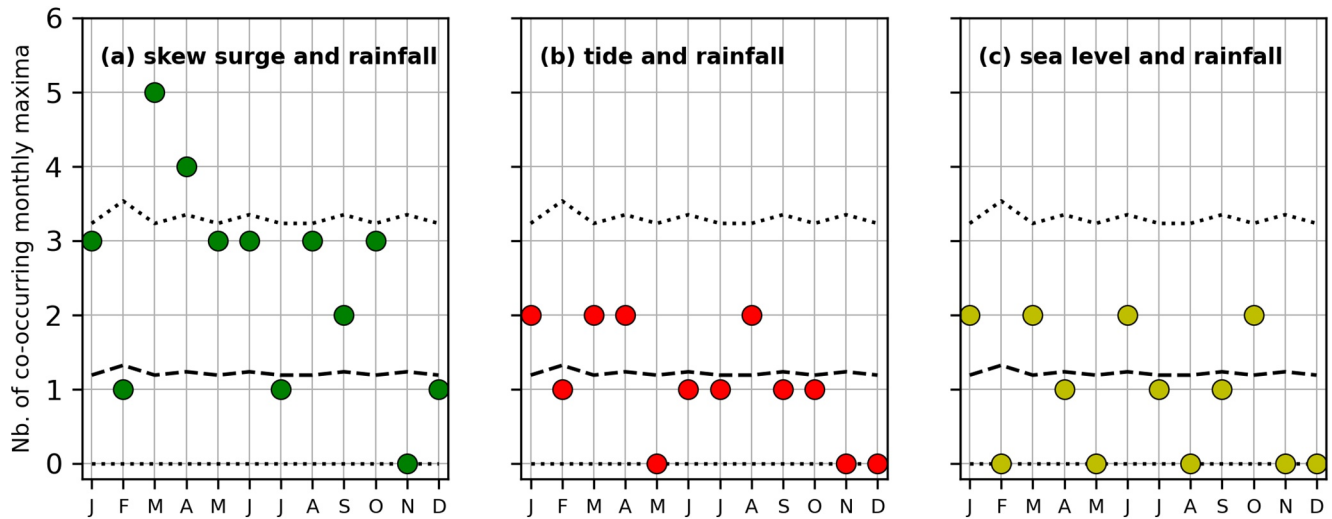 Nb. of co-occurring monthly maxima
6
5
4
3
2
1
0
(a) skew surge and rainfall
J F M A M J J A S O N D
(b) tide and rainfall
J F M A M J J A S O N D
(c) sea level and rainfall
J F M A M J J A S O N D